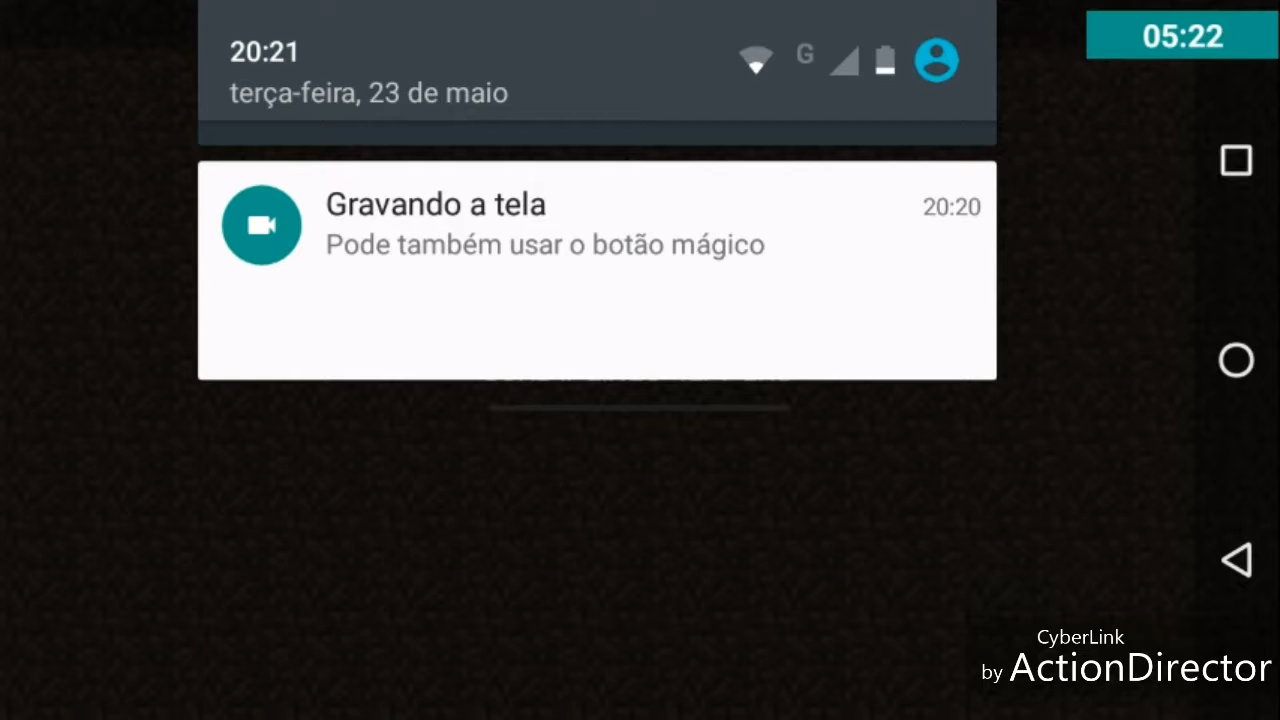 20:21
G
05:22
terça-feira, 23 de maio
Gravando a tela
20:20
Pode também usar o botão mágico
CyberLink
by ActionDirector